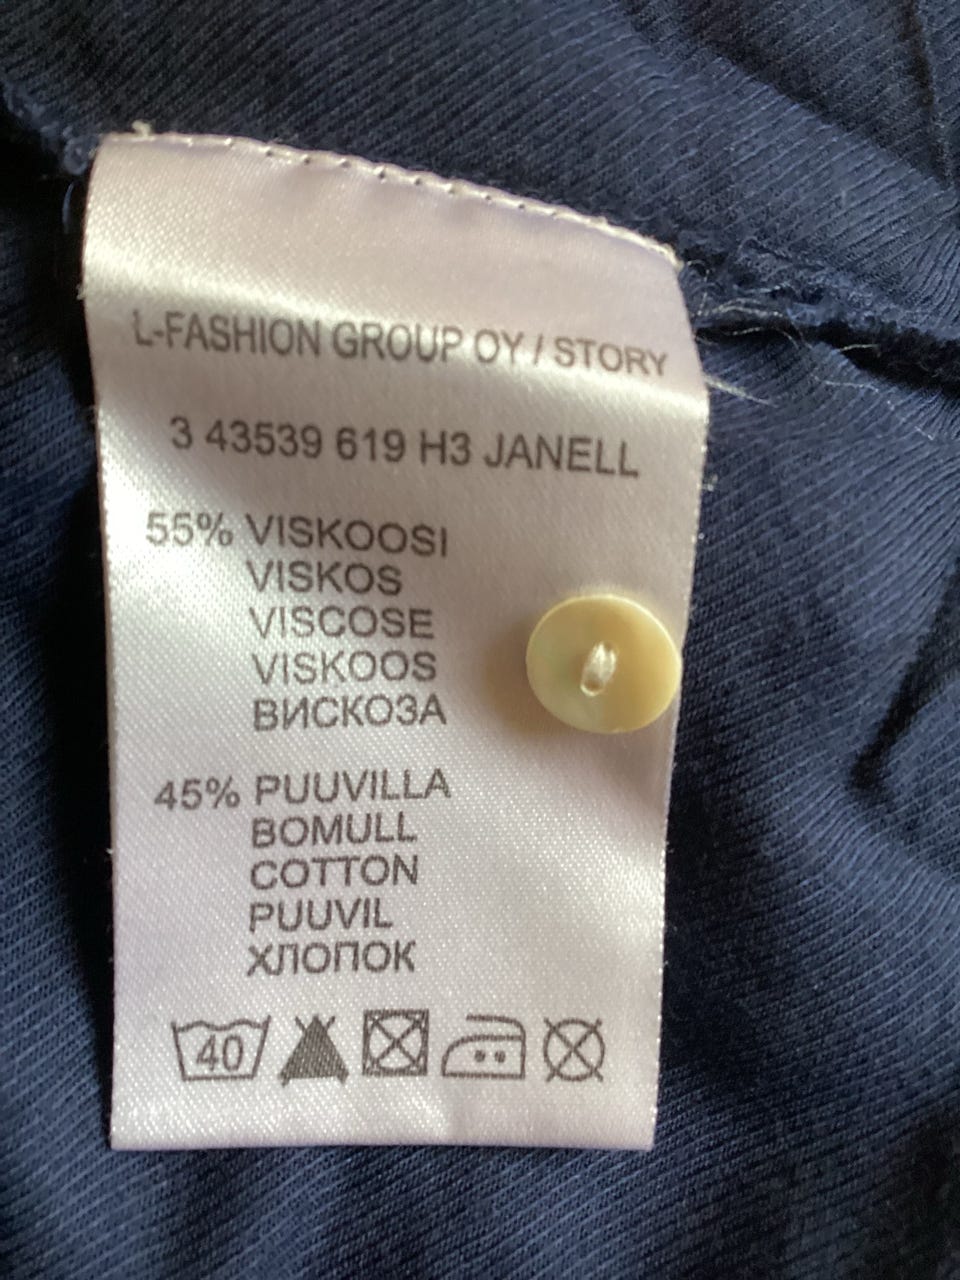 L-FASHION GROUP OY / STORY
3 43539 619 H3 JANELL
55% VISKOOSI
VISKOS
VISCOSE
VISKOOS
ВИСКОЗА
45% PUUVILLA
BOMULL
COTTON
PUUVIL
ХЛОПОК
40